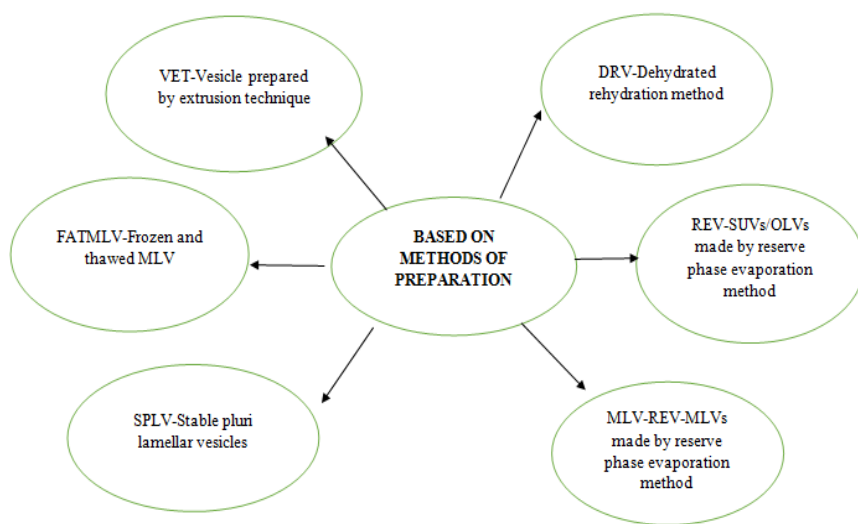 VET-Vesicle prepared
by extrusion technique
DRV-Dehydrated
rehydration method
FATMLV-Frozen and
thawed MLV
BASED ON
METHODS OF
PREPARATION
REV-SUVs/OLVs
made by reserve
phase evaporation
method
SPLV-Stable pluri
lamellar vesicles
MLV-REV-MLVs
made by reserve
phase evaporation
method